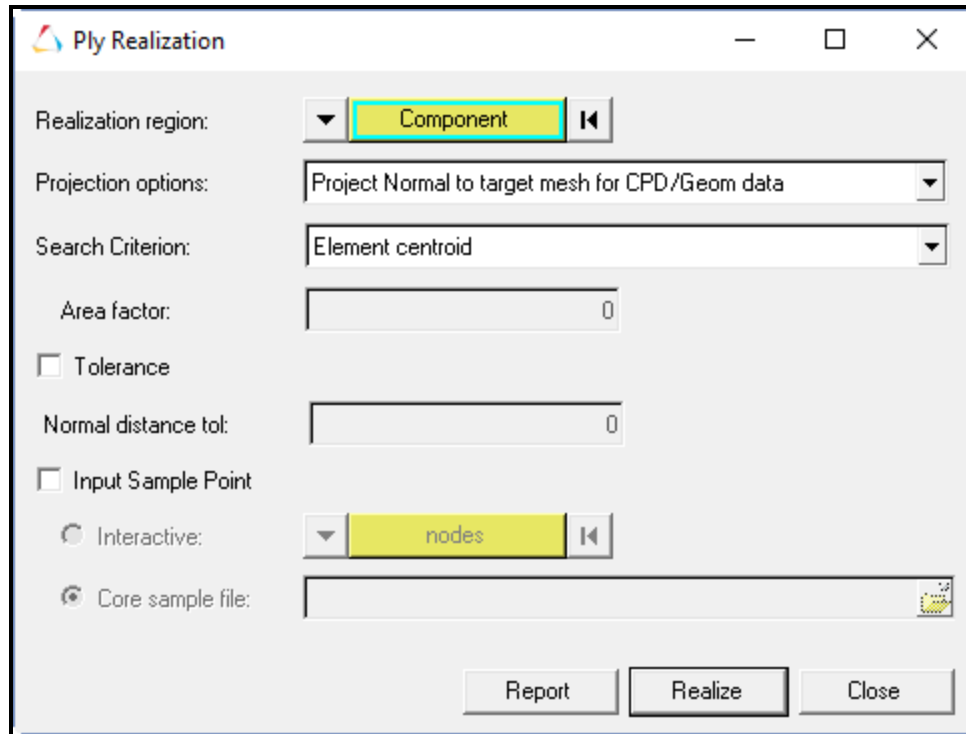 Ply Realization
Realization region: Component
Projection options: Project Normal to target mesh for CPD/Geom data
Search Criterion: Element centroid
Area factor: 0
Tolerance
Normal distance tol: 0
Input Sample Point
Interactive: nodes
Core sample file:
Report Realize Close